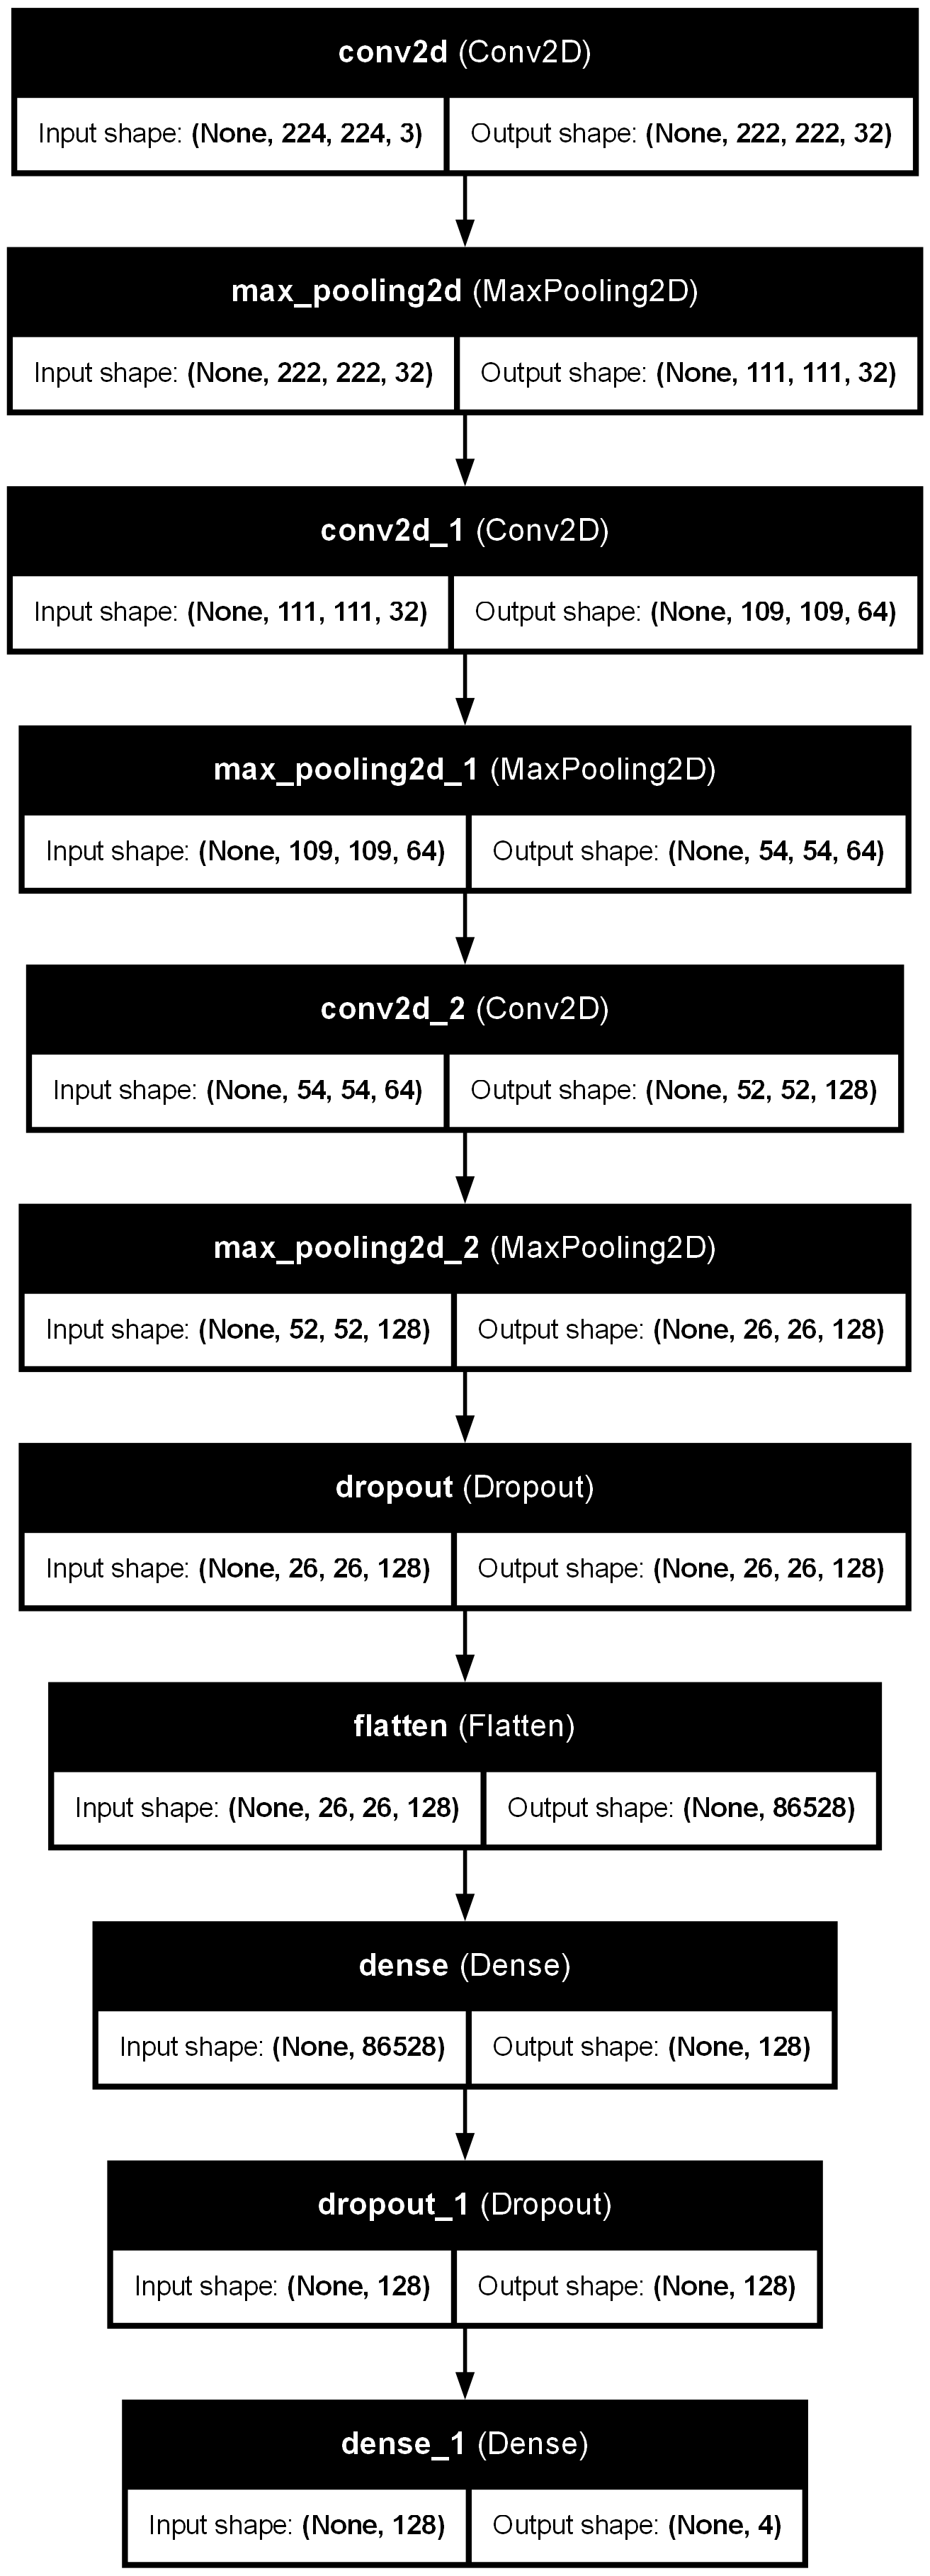 conv2d (Conv2D)
Input shape: (None, 224, 224, 3) Output shape: (None, 222, 222, 32)
max_pooling2d (MaxPooling2D)
Input shape: (None, 222, 222, 32) Output shape: (None, 111, 111, 32)
conv2d_1 (Conv2D)
Input shape: (None, 111, 111, 32) Output shape: (None, 109, 109, 64)
max_pooling2d_1 (MaxPooling2D)
Input shape: (None, 109, 109, 64) Output shape: (None, 54, 54, 64)
conv2d_2 (Conv2D)
Input shape: (None, 54, 54, 64) Output shape: (None, 52, 52, 128)
max_pooling2d_2 (MaxPooling2D)
Input shape: (None, 52, 52, 128) Output shape: (None, 26, 26, 128)
dropout (Dropout)
Input shape: (None, 26, 26, 128) Output shape: (None, 26, 26, 128)
flatten (Flatten)
Input shape: (None, 26, 26, 128) Output shape: (None, 86528)
dense (Dense)
Input shape: (None, 86528) Output shape: (None, 128)
dropout_1 (Dropout)
Input shape: (None, 128) Output shape: (None, 128)
dense_1 (Dense)
Input shape: (None, 128) Output shape: (None, 4)